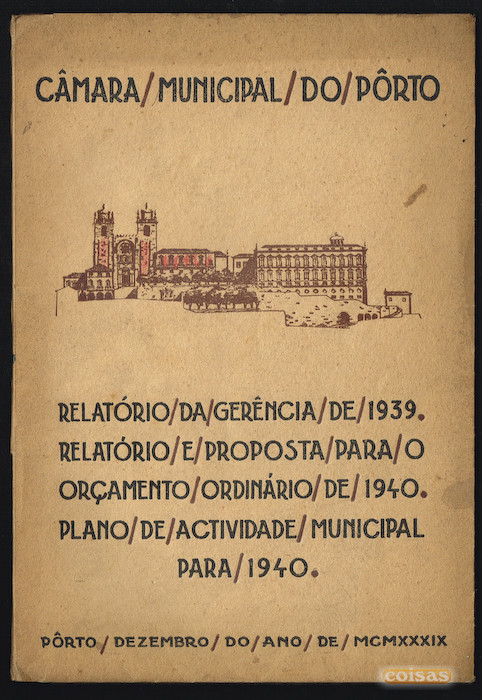 CÂMARA/MUNICIPAL/DO/PÔRTO
RELATÓRIO/DA/GERÊNCIA/DE/1939.
RELATÓRIO/E/PROPOSTA/PARA/O
ORÇAMENTO/ORDINÁRIO/DE/1940.
PLANO/DE/ACTIVIDADE/MUNICIPAL
PARA/1940.
PÔRTO/DEZEMBRO/DO/ANO/DE/MCMXXXIX
coisas